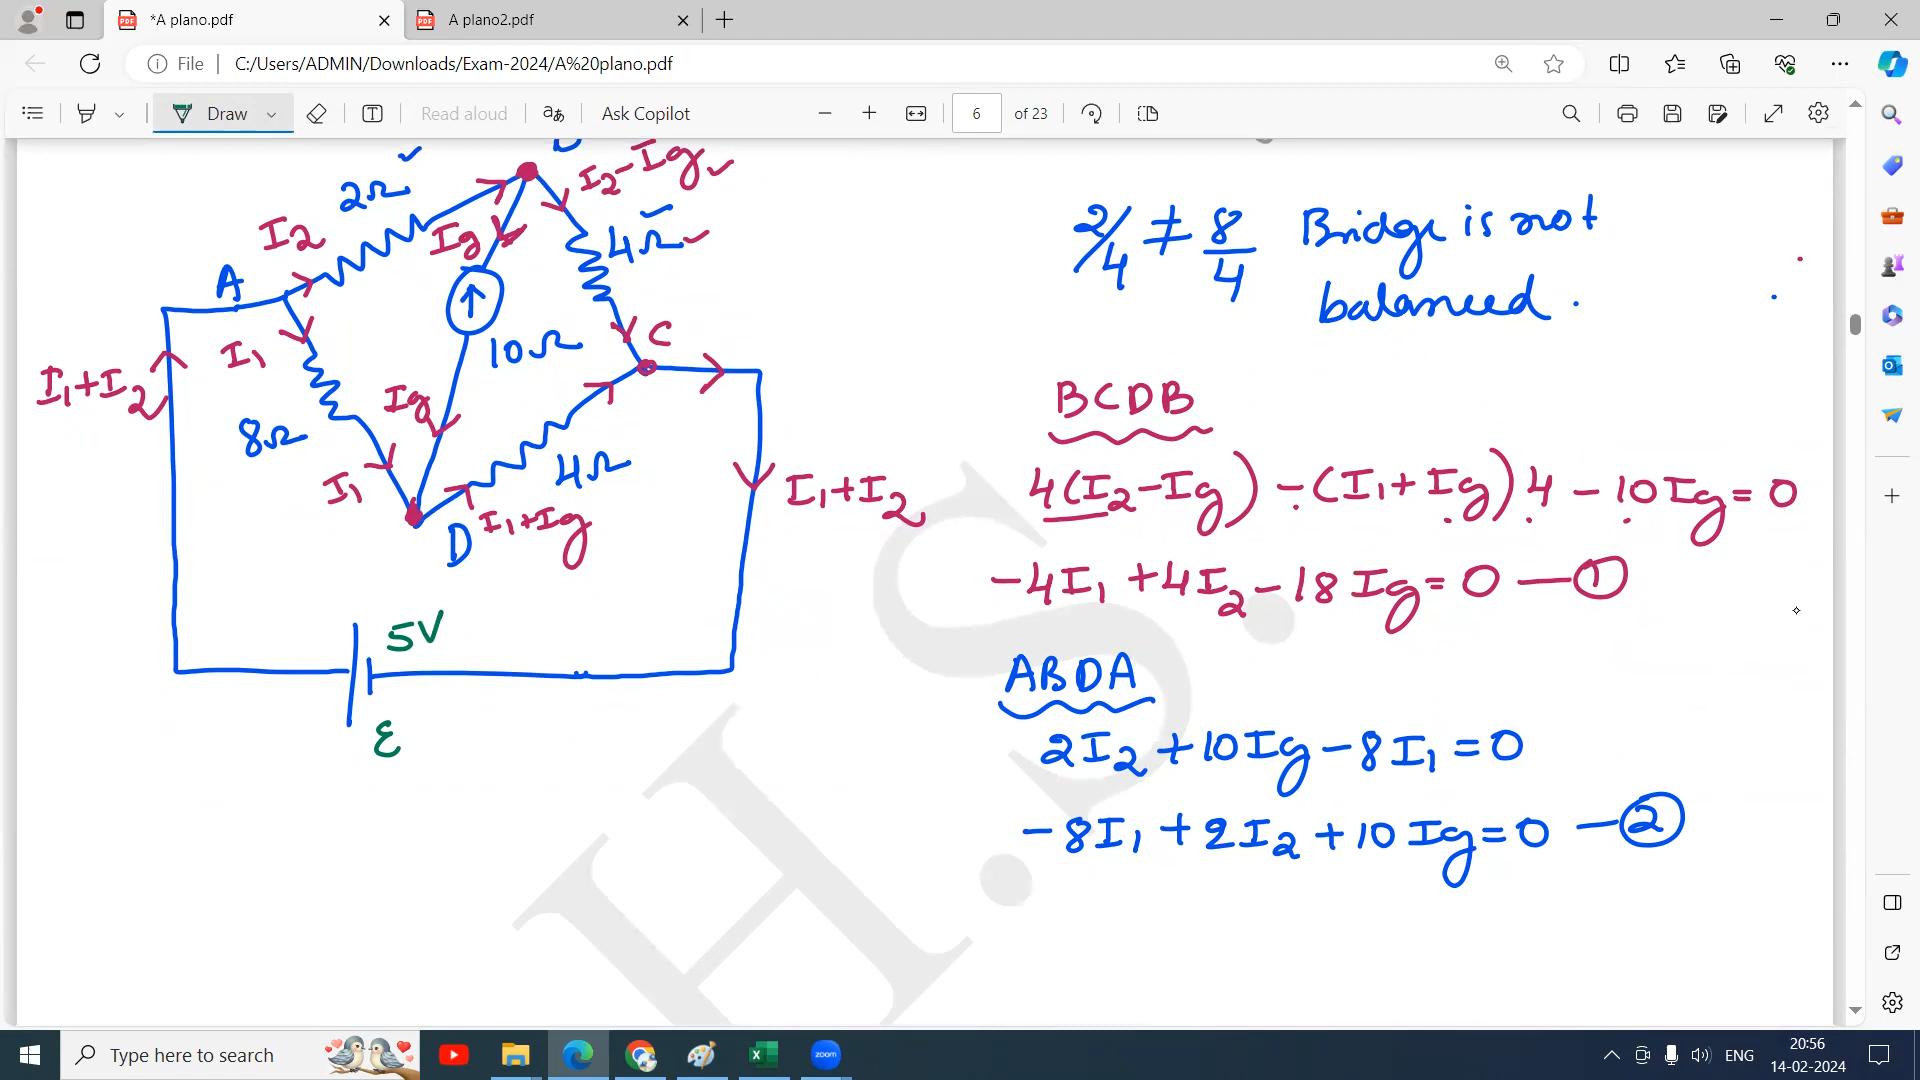 *A plano.pdf
A plano2.pdf
File
C:/Users/ADMIN/Downloads/Exam-2024/A%20plano.pdf
Draw
Read aloud
aあ
Ask Copilot
6 of 23
2Ω
I2-Ig
I2
Ig
4Ω
A
C
I1
10Ω
I1+I2
Ig
8Ω
4Ω
I1
I1+Ig
D
I1+I2
5V
ε
2/4 ≠ 8/4 Bridge is not
balanced.
BCDB
4(I2-Ig) -(I1+Ig)4 - 10Ig = 0
-4I1 +4I2 -18Ig = 0 — ①
ABDA
2I2 +10Ig -8I1 = 0
-8I1 + 2I2 + 10Ig = 0 — ②
H.S.
Type here to search
zoom
ENG
20:56
14-02-2024